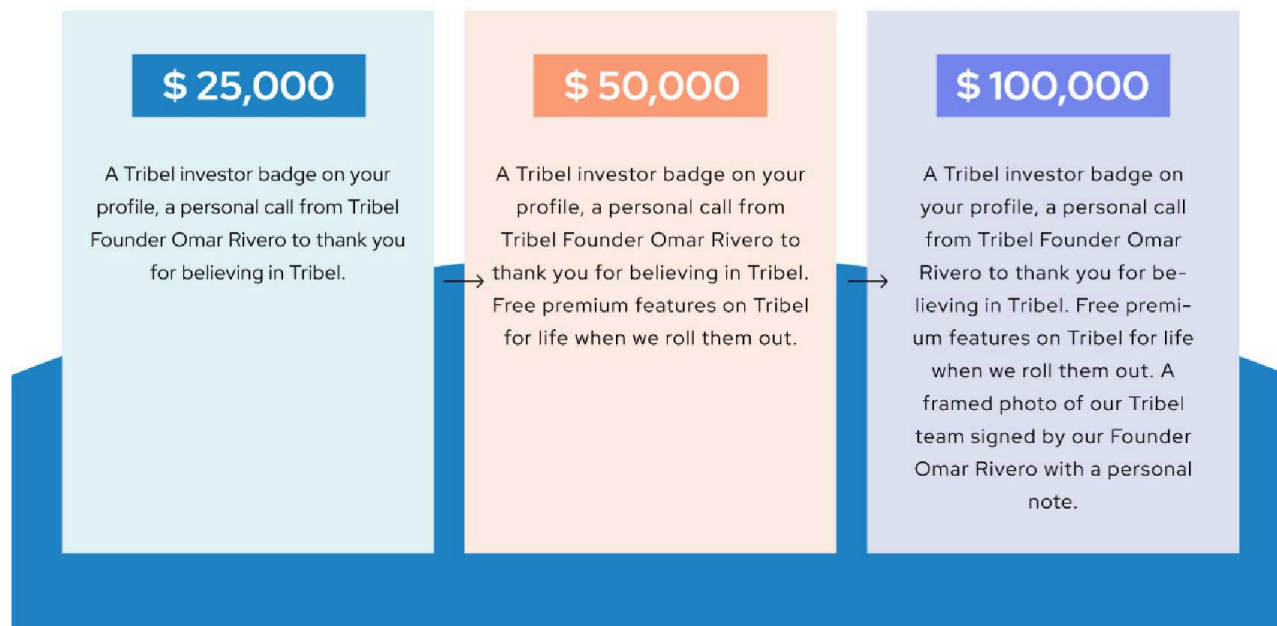 $ 25,000
A Tribel investor badge on your
profile, a personal call from Tribel
Founder Omar Rivero to thank you
for believing in Tribel.
$ 50,000
A Tribel investor badge on your
profile, a personal call from
Tribel Founder Omar Rivero to
thank you for believing in Tribel.
Free premium features on Tribel
for life when we roll them out.
$ 100,000
A Tribel investor badge on
your profile, a personal call
from Tribel Founder Omar
Rivero to thank you for be-
lieving in Tribel. Free premi-
um features on Tribel for life
when we roll them out. A
framed photo of our Tribel
team signed by our Founder
Omar Rivero with a personal
note.